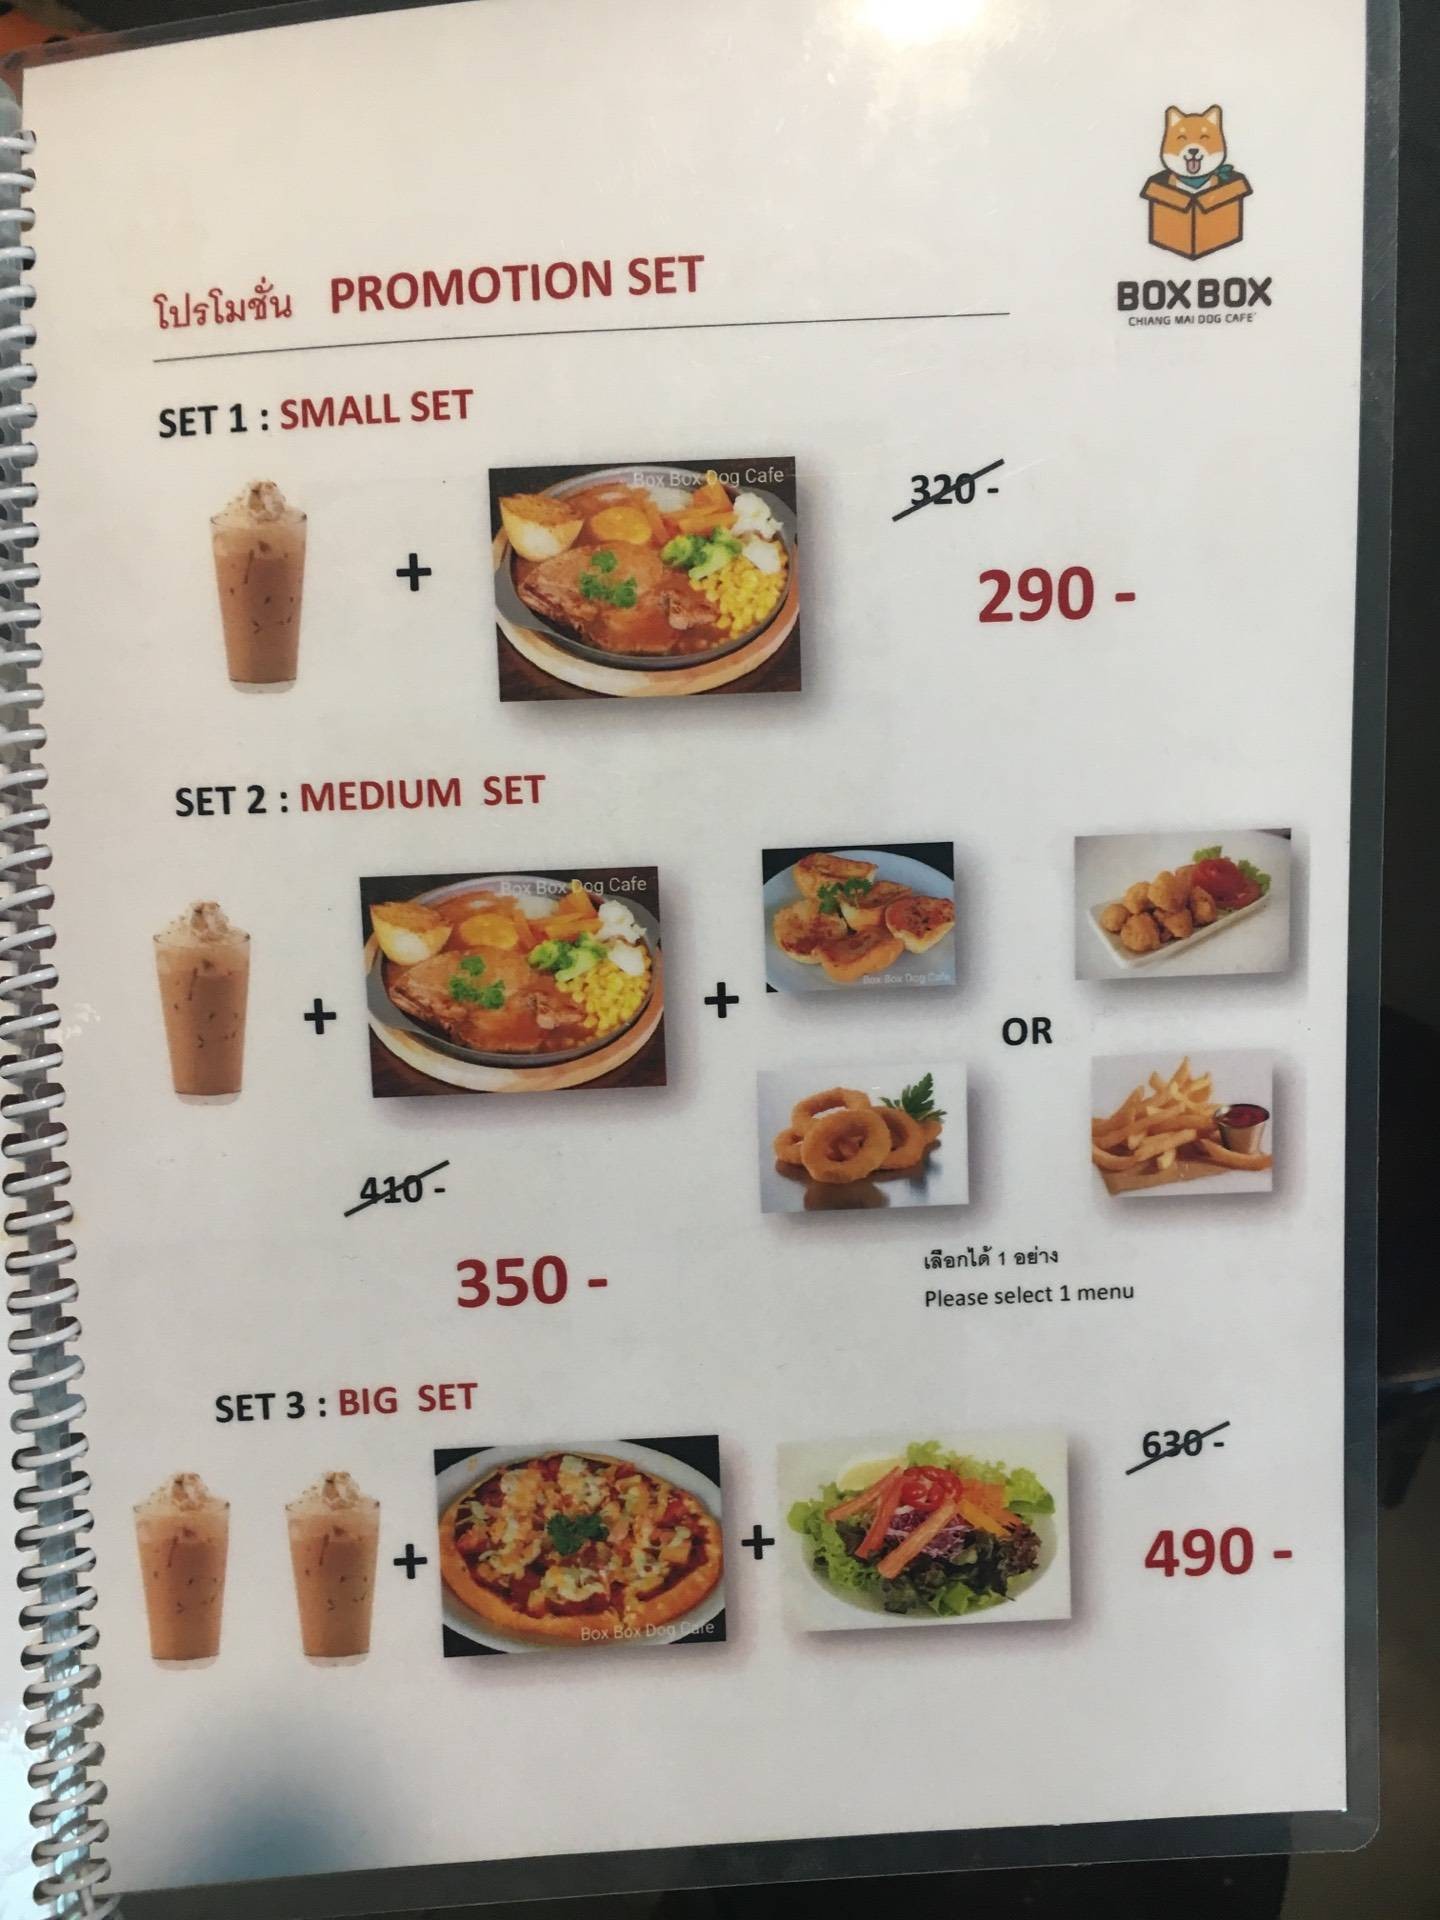 BOX BOX
CHIANG MAI DOG CAFE'
โปรโมชั่น PROMOTION SET
SET 1 : SMALL SET
Box Box Dog Cafe
+
320 -
290 -
SET 2 : MEDIUM SET
Box Box Dog Cafe
+
+
Box Box Dog Cafe
OR
410 -
350 -
เลือกได้ 1 อย่าง
Please select 1 menu
SET 3 : BIG SET
630 -
+
+
490 -
Box Box Dog Cafe